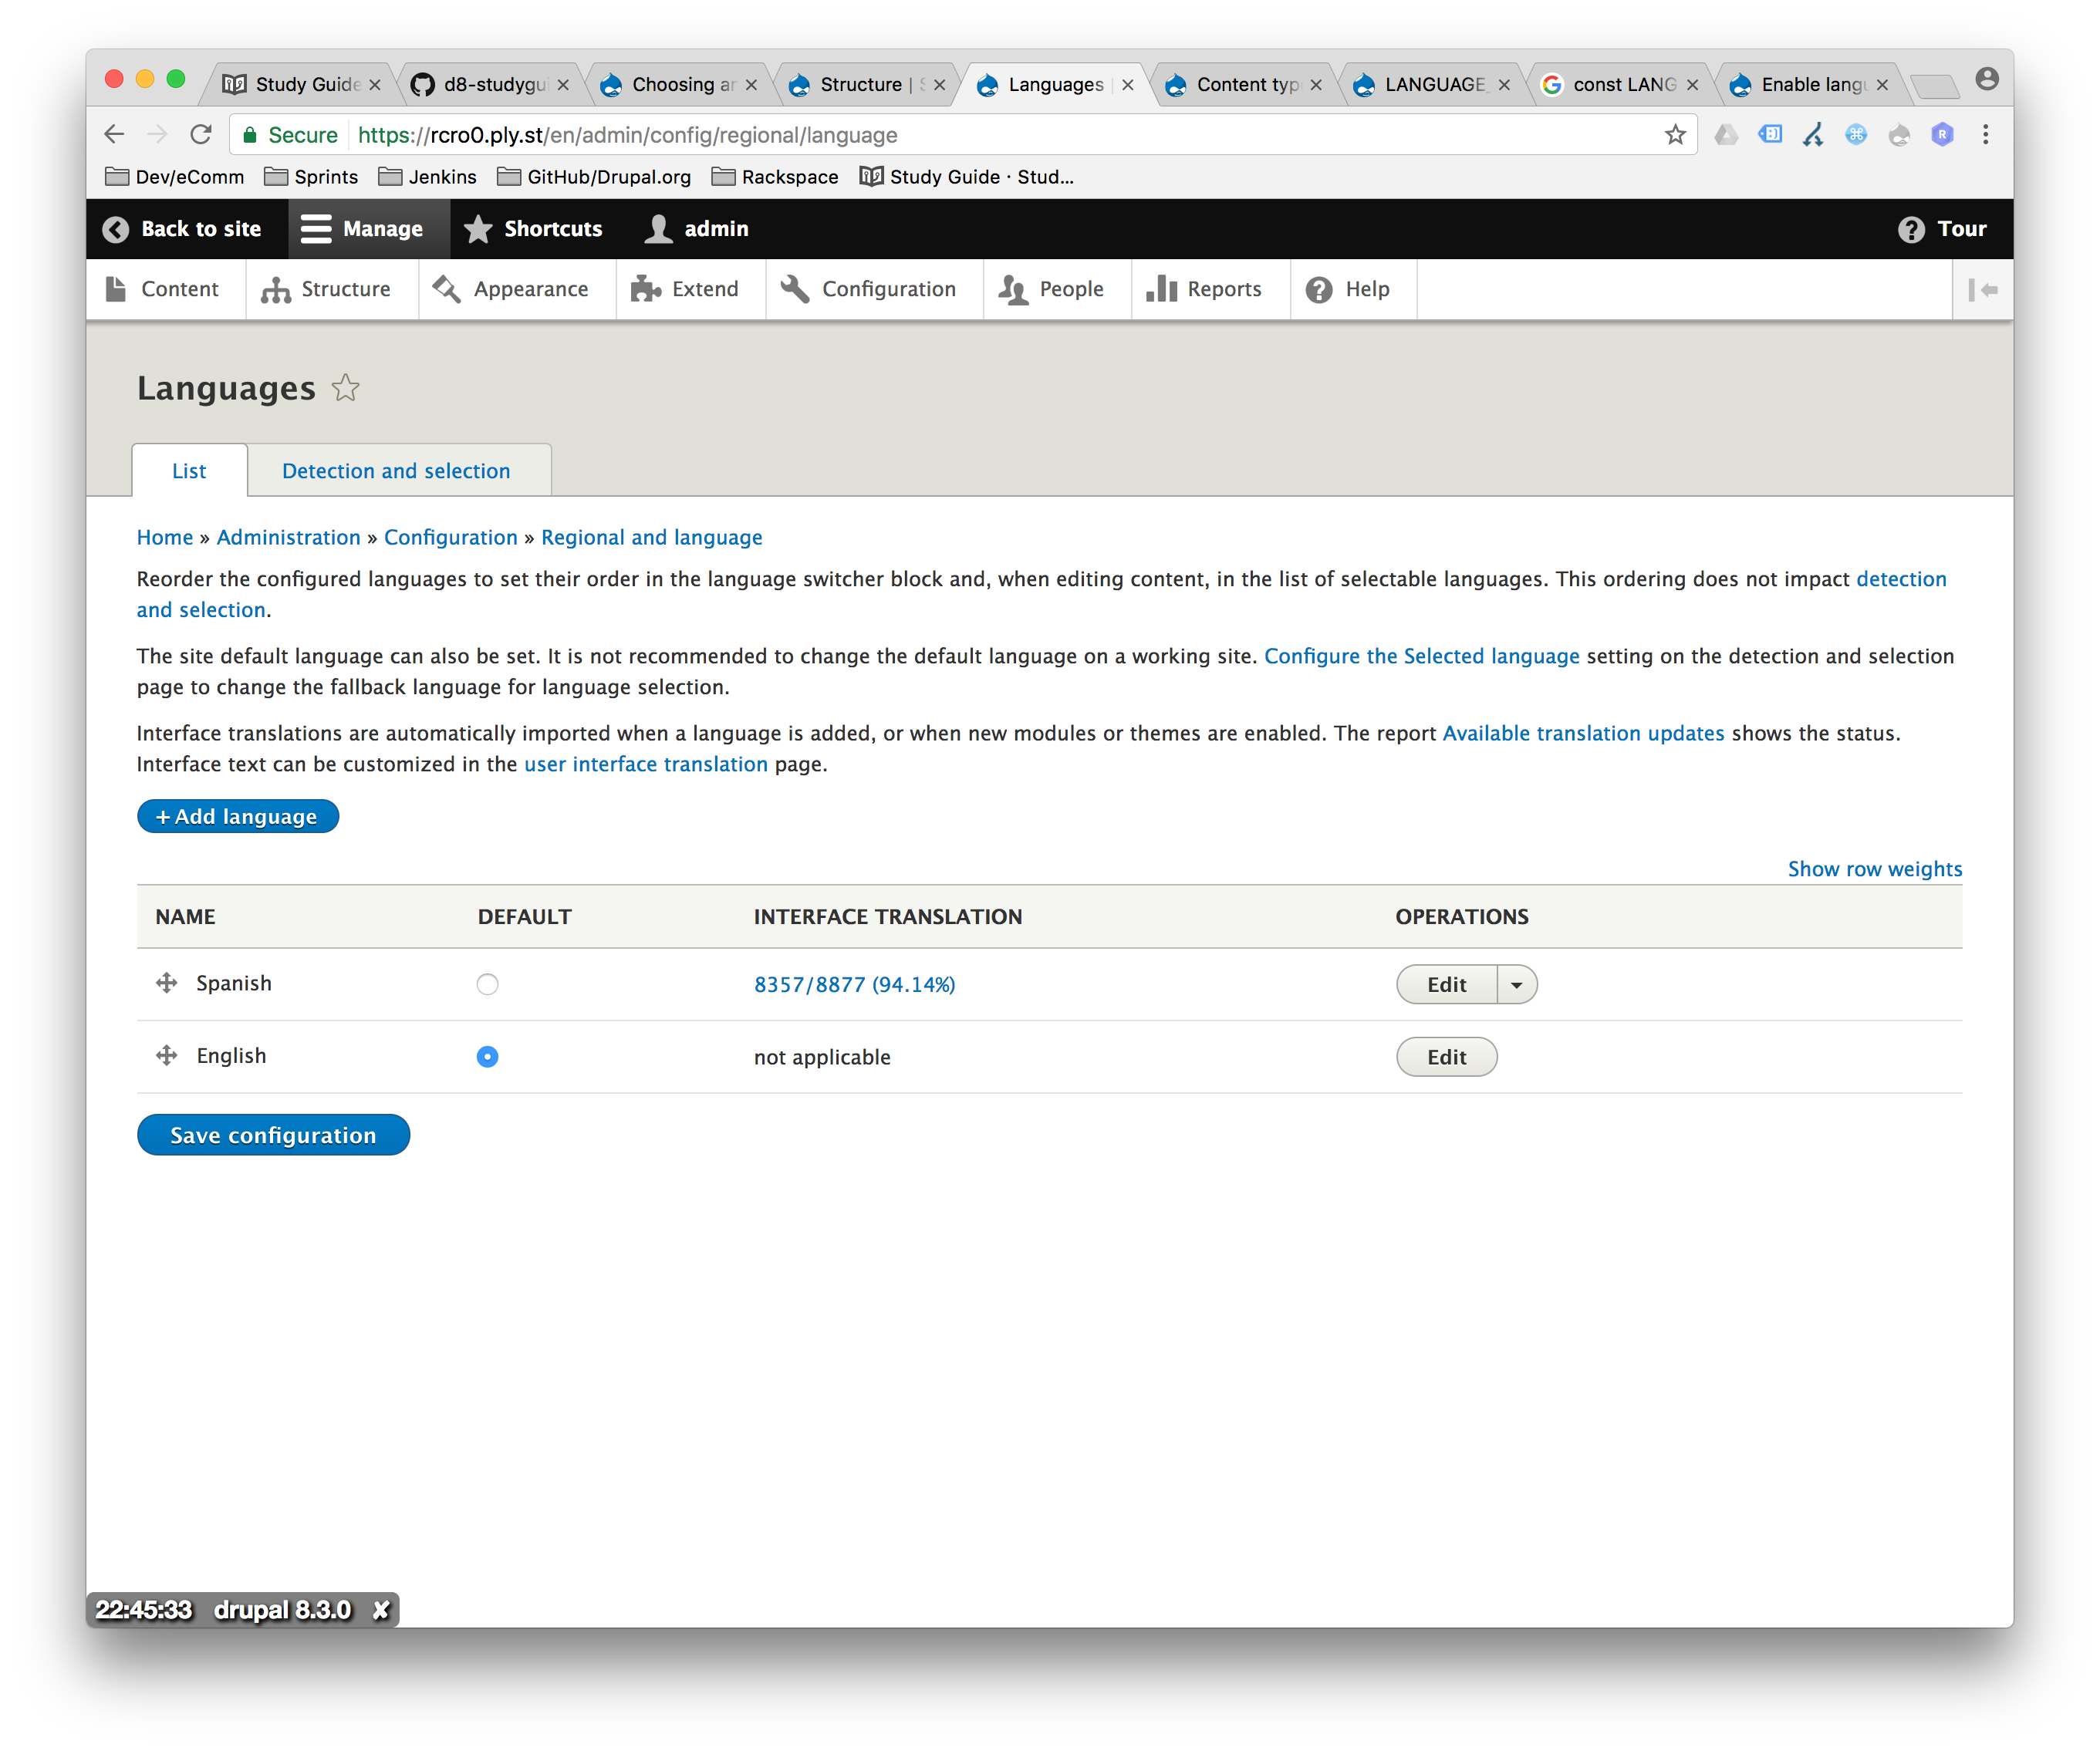 Study Guide
d8-studygui
Choosing ar
Structure | S
Languages
Content typ
LANGUAGE_
const LANG
Enable langu
Secure
https://rcro0.ply.st/en/admin/config/regional/language
Dev/eComm
Sprints
Jenkins
GitHub/Drupal.org
Rackspace
Study Guide · Stud...
Back to site
Manage
Shortcuts
admin
Tour
Content
Structure
Appearance
Extend
Configuration
People
Reports
Help
Languages
List
Detection and selection
Home » Administration » Configuration » Regional and language
Reorder the configured languages to set their order in the language switcher block and, when editing content, in the list of selectable languages. This ordering does not impact detection
and selection.
The site default language can also be set. It is not recommended to change the default language on a working site. Configure the Selected language setting on the detection and selection
page to change the fallback language for language selection.
Interface translations are automatically imported when a language is added, or when new modules or themes are enabled. The report Available translation updates shows the status.
Interface text can be customized in the user interface translation page.
+ Add language
Show row weights
NAME DEFAULT INTERFACE TRANSLATION OPERATIONS
Spanish 8357/8877 (94.14%) Edit
English not applicable Edit
Save configuration
22:45:33 drupal 8.3.0 ✘